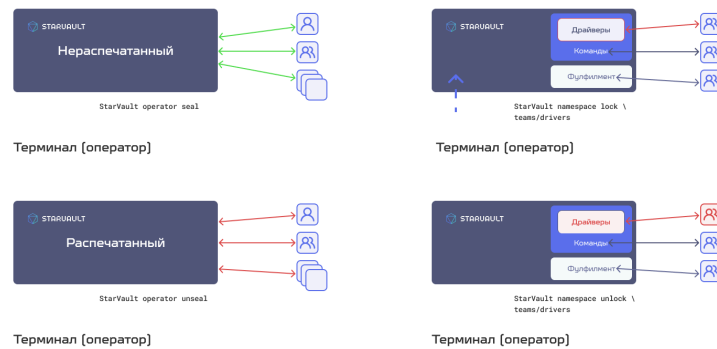 STARVAULT
Нераспечатанный
StarVault operator seal
Терминал (оператор)
STARVAULT
Драйверы
Команды
Фулфилмент
StarVault namespace lock \
teams/drivers
Терминал (оператор)
STARVAULT
Распечатанный
StarVault operator unseal
Терминал (оператор)
STARVAULT
Драйверы
Команды
Фулфилмент
StarVault namespace unlock \
teams/drivers
Терминал (оператор)